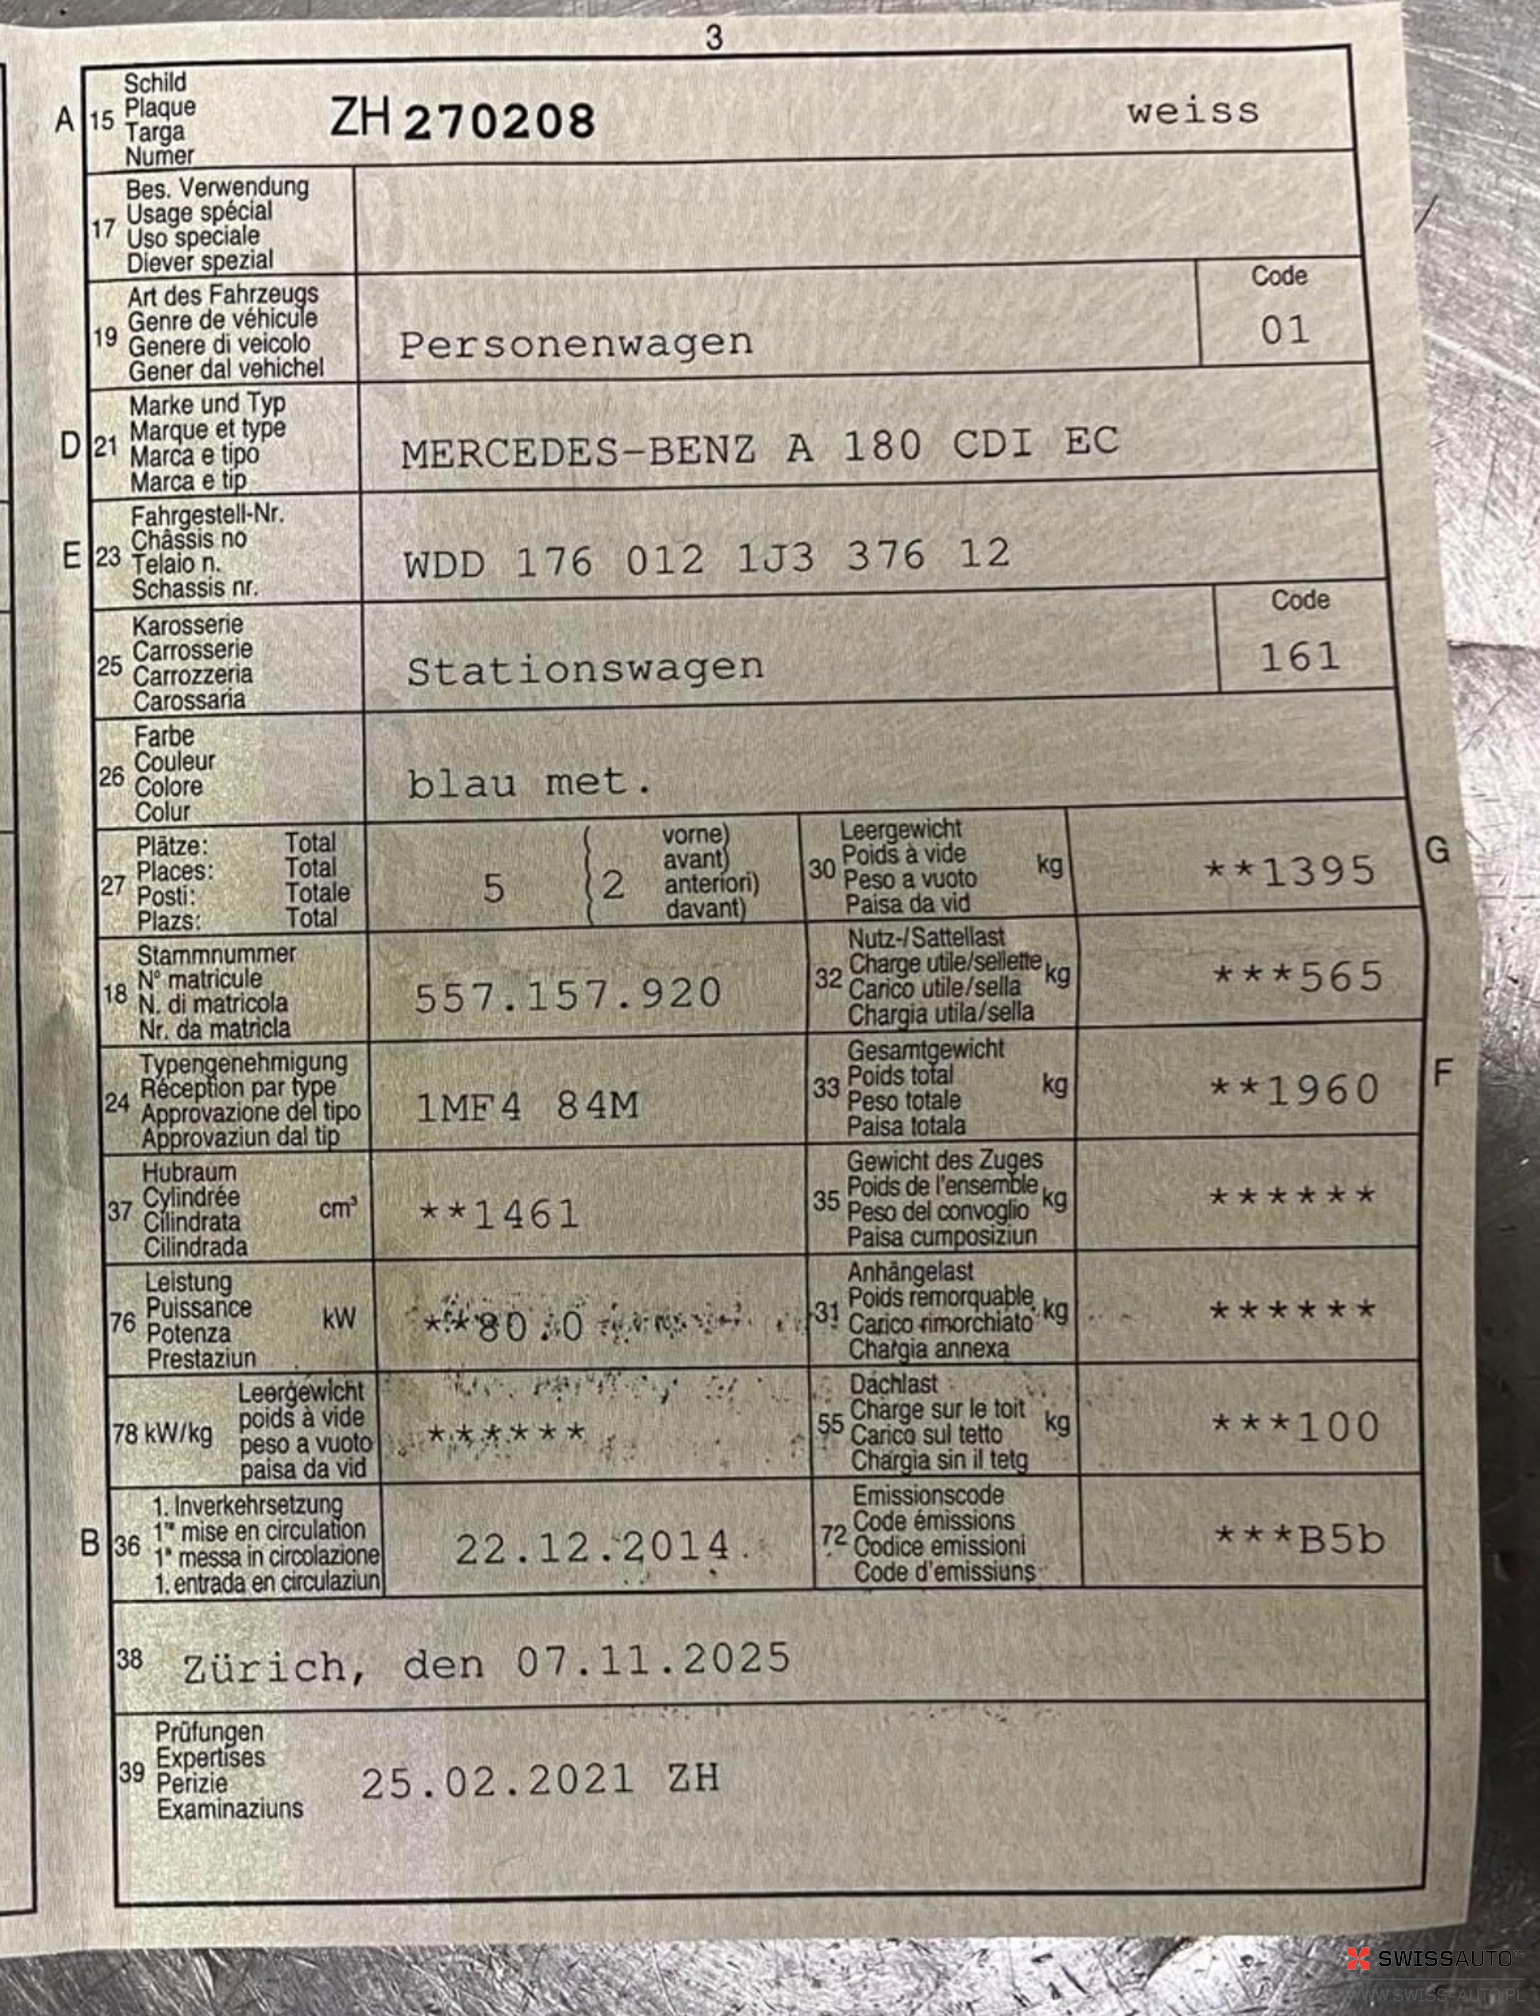 3
A 15 Schild
Plaque
Targa
Numer
ZH 270208 weiss
17 Bes. Verwendung
Usage spécial
Uso speciale
Diever spezial
19 Art des Fahrzeugs
Genre de véhicule
Genere di veicolo
Gener dal vehichel
Personenwagen
Code
01
D 21 Marke und Typ
Marque et type
Marca e tipo
Marca e tip
MERCEDES-BENZ A 180 CDI EC
E 23 Fahrgestell-Nr.
Châssis no
Telaio n.
Schassis nr.
WDD 176 012 1J3 376 12
25 Karosserie
Carrosserie
Carrozzeria
Carossaria
Stationswagen
Code
161
26 Farbe
Couleur
Colore
Colur
blau met.
27 Plätze: Total
Places: Total
Posti: Totale
Plazs: Total
5 (2 vorne)
avant)
anteriori)
davant)
30 Leergewicht
Poids à vide
Peso a vuoto
Paisa da vid
kg
**1395
G
18 Stammnummer
N° matricule
N. di matricola
Nr. da matricla
557.157.920
32 Nutz-/Sattellast
Charge utile/sellette
Carico utile/sella
Chargia utila/sella
kg
***565
24 Typengenehmigung
Réception par type
Approvazione del tipo
Approvaziun dal tip
1MF4 84M
33 Gesamtgewicht
Poids total
Peso totale
Paisa totala
kg
**1960
F
37 Hubraum
Cylindrée
Cilindrata
Cilindrada
cm³
**1461
35 Gewicht des Zuges
Poids de l'ensemble
Peso del convoglio
Paisa cumposiziun
kg
******
76 Leistung
Puissance
Potenza
Prestaziun
kW
**80.0
31 Anhängelast
Poids remorquable
Carico rimorchiato
Chargia annexa
kg
******
78 kW/kg
Leergewicht
poids à vide
peso a vuoto
paisa da vid
******
55 Dachlast
Charge sur le toit
Carico sul tetto
Chargia sin il tetg
kg
***100
B 36 1. Inverkehrsetzung
1re mise en circulation
1a messa in circolazione
1. entrada en circulaziun
22.12.2014
72 Emissionscode
Code émissions
Codice emissioni
Code d'emissiuns
***B5b
38 Zürich, den 07.11.2025
39 Prüfungen
Expertises
Perizie
Examinaziuns
25.02.2021 ZH
SWISSAUTO
WWW.SWISS-AUTO.PL